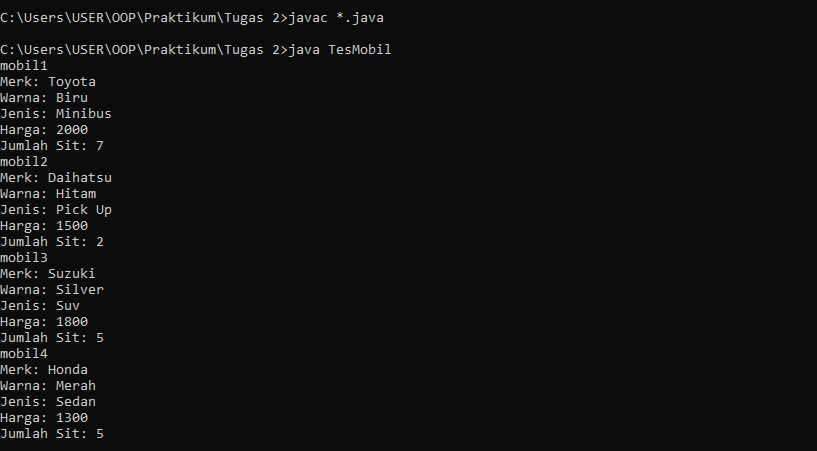 C:\Users\USER\OOP\Praktikum\Tugas 2>javac *.java
C:\Users\USER\OOP\Praktikum\Tugas 2>java TesMobil
mobil1
Merk: Toyota
Warna: Biru
Jenis: Minibus
Harga: 2000
Jumlah Sit: 7
mobil2
Merk: Daihatsu
Warna: Hitam
Jenis: Pick Up
Harga: 1500
Jumlah Sit: 2
mobil3
Merk: Suzuki
Warna: Silver
Jenis: Suv
Harga: 1800
Jumlah Sit: 5
mobil4
Merk: Honda
Warna: Merah
Jenis: Sedan
Harga: 1300
Jumlah Sit: 5